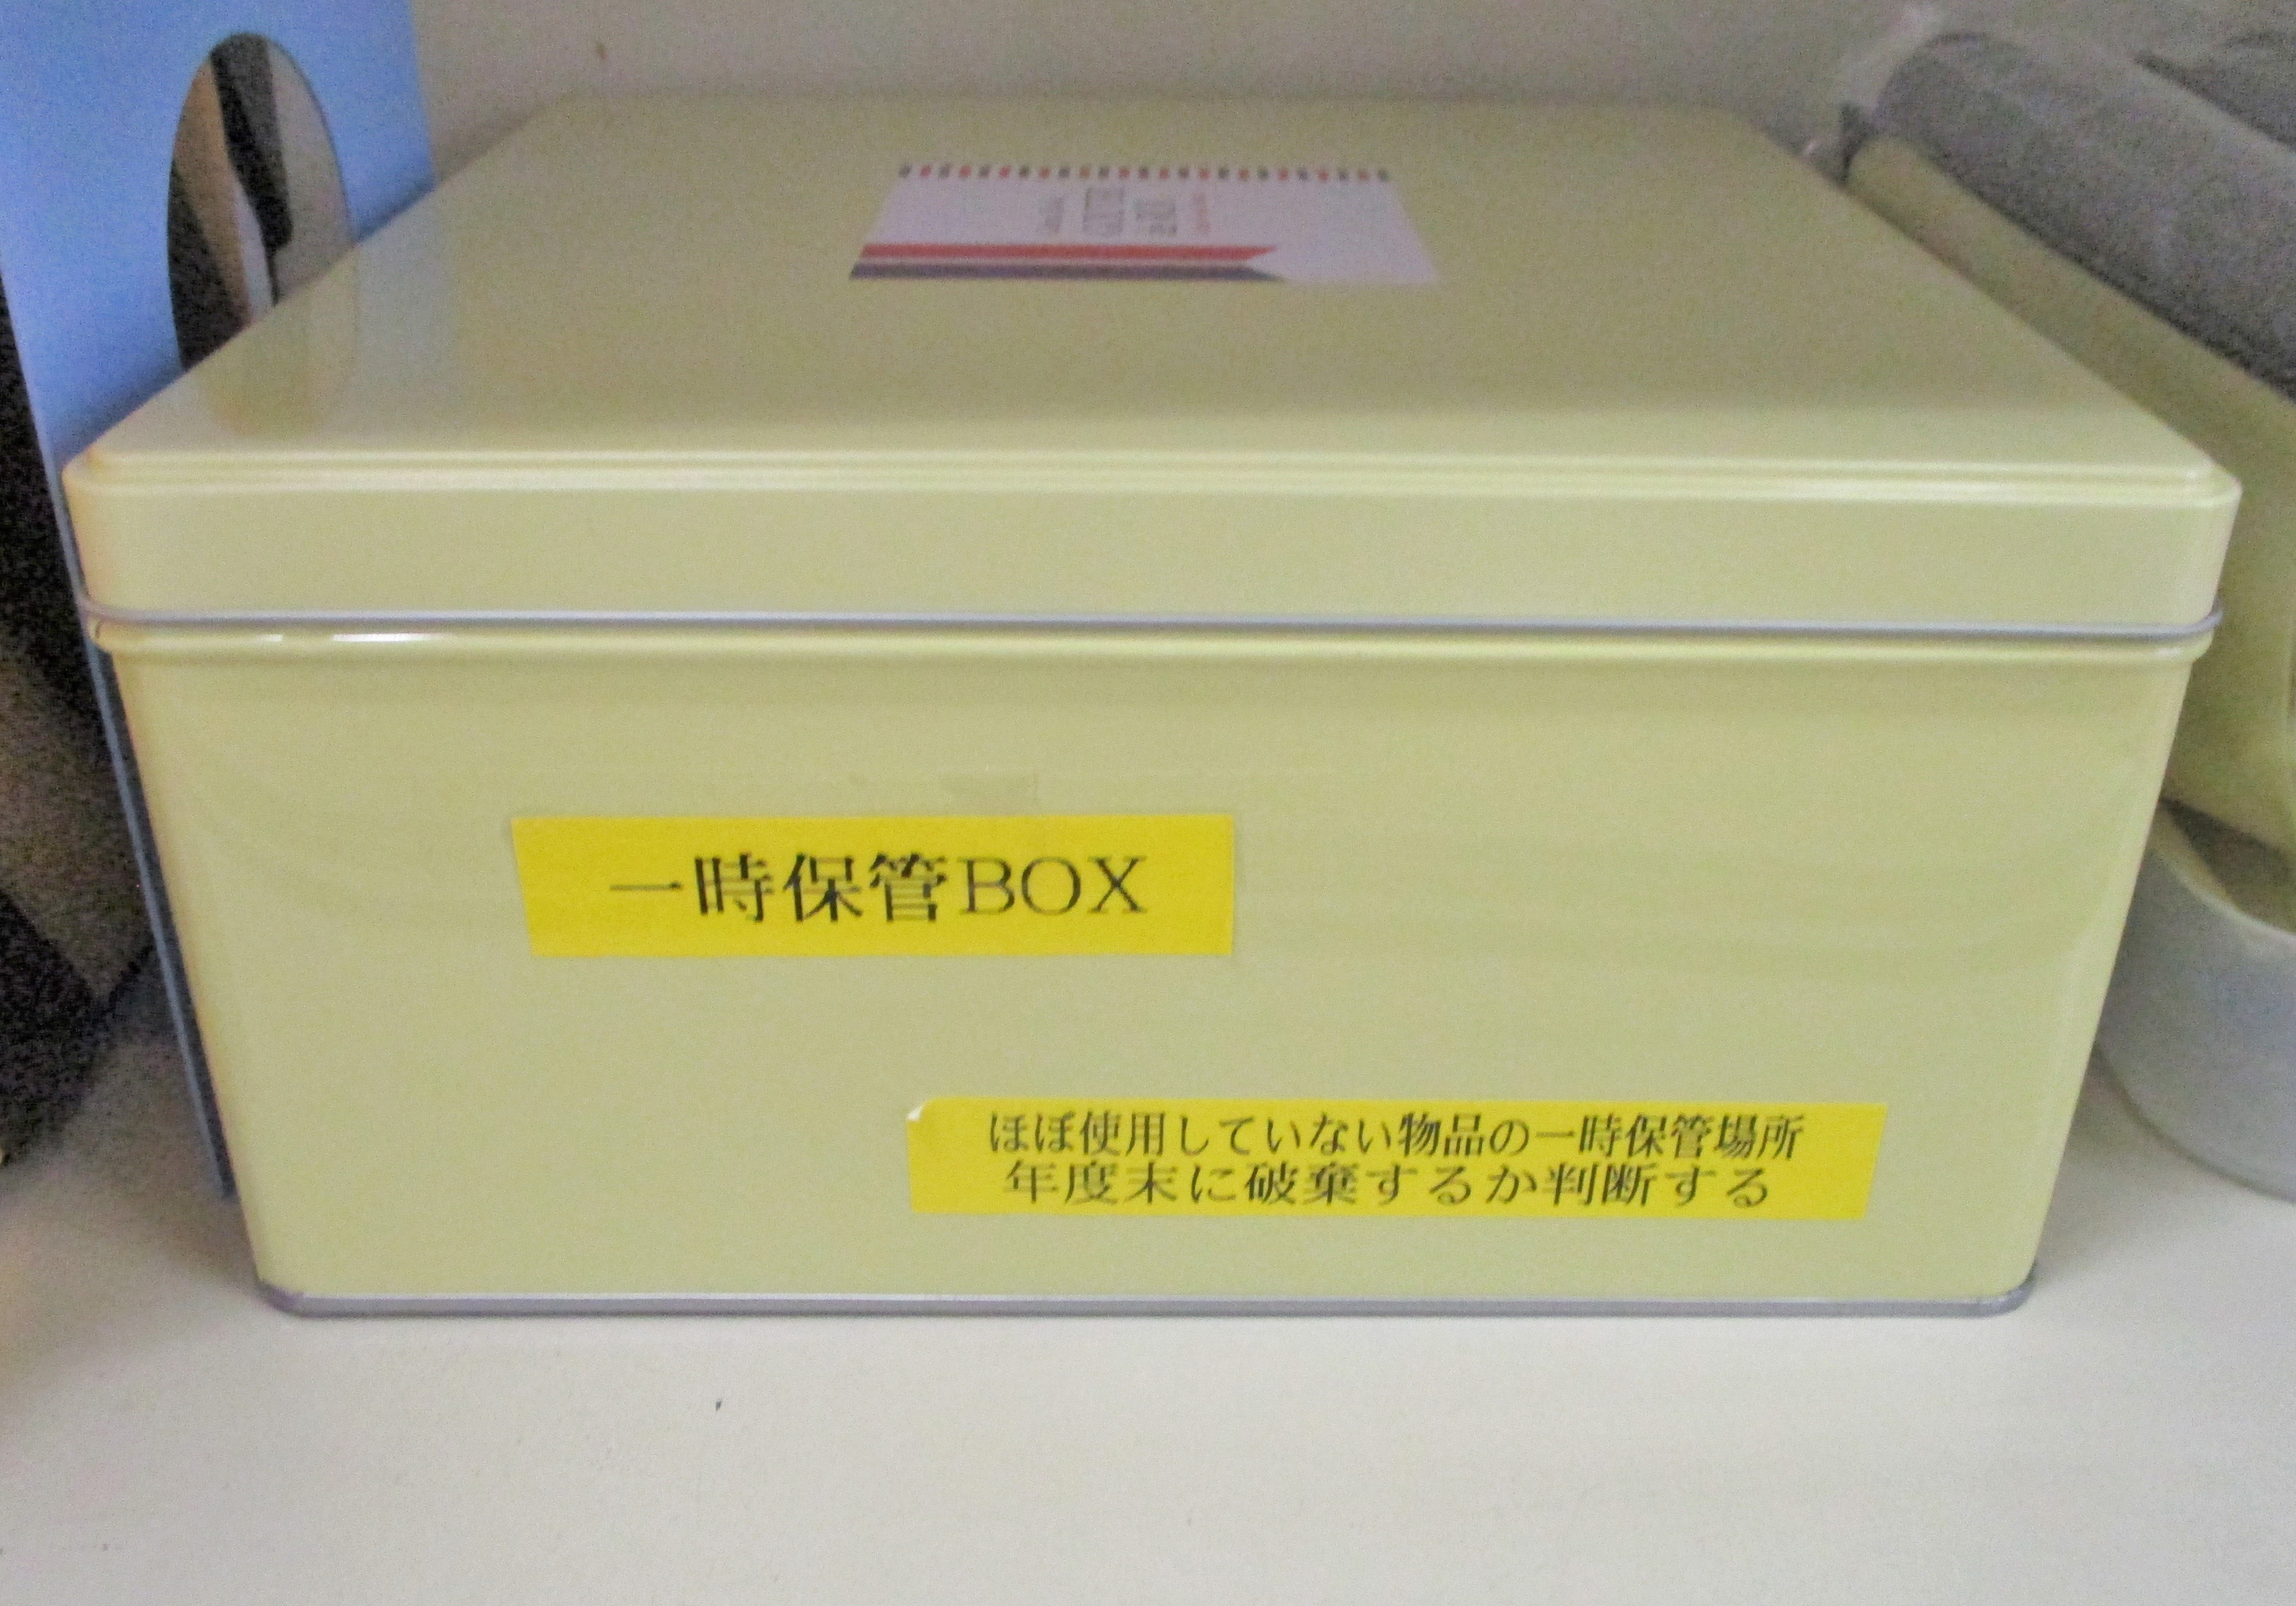 一時保管BOX
ほぼ使用していない物品の一時保管場所
年度末に破棄するか判断する